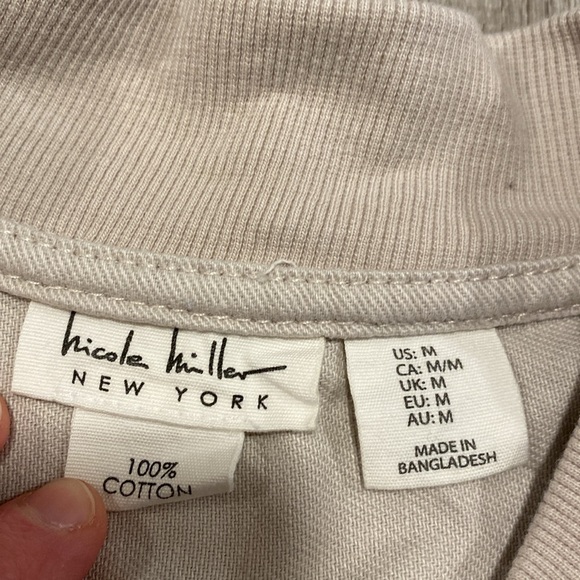 nicole miller
NEW YORK
100%
COTTON
US: M
CA: M/M
UK: M
EU: M
AU: M
MADE IN
BANGLADESH